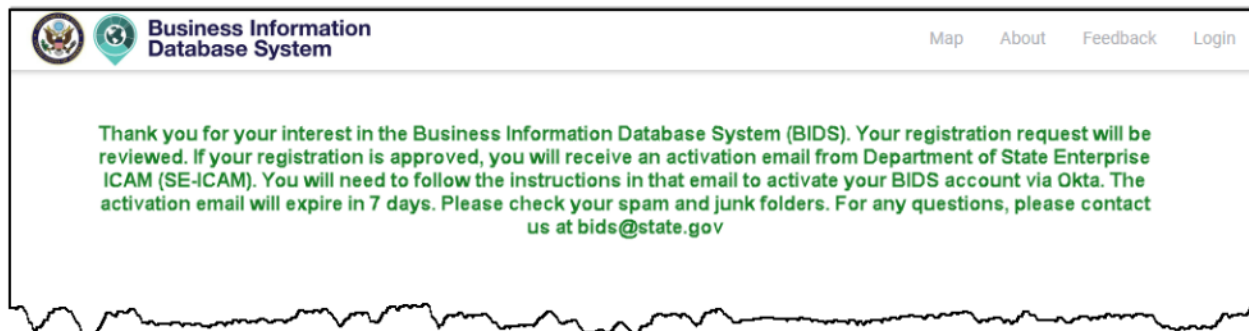 Business Information
Database System
Map About Feedback Login
Thank you for your interest in the Business Information Database System (BIDS). Your registration request will be
reviewed. If your registration is approved, you will receive an activation email from Department of State Enterprise
ICAM (SE-ICAM). You will need to follow the instructions in that email to activate your BIDS account via Okta. The
activation email will expire in 7 days. Please check your spam and junk folders. For any questions, please contact
us at bids@state.gov